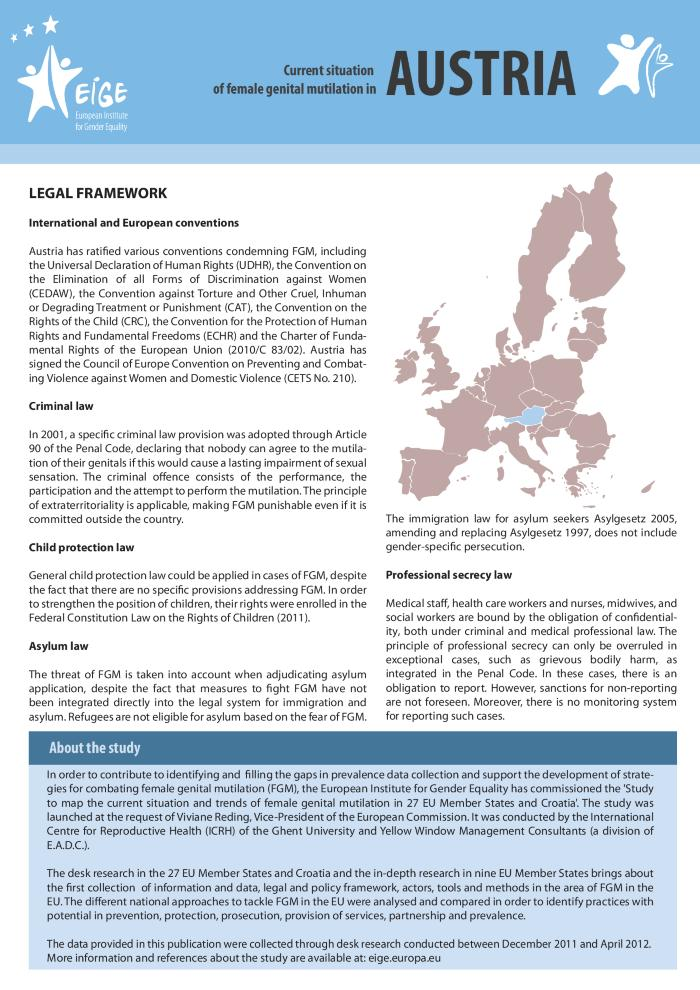 EIGE
European Institute
for Gender Equality
Current situation
of female genital mutilation in
AUSTRIA
LEGAL FRAMEWORK
International and European conventions
Austria has ratified various conventions condemning FGM, including
the Universal Declaration of Human Rights (UDHR), the Convention on
the Elimination of all Forms of Discrimination against Women
(CEDAW), the Convention against Torture and Other Cruel, Inhuman
or Degrading Treatment or Punishment (CAT), the Convention on the
Rights of the Child (CRC), the Convention for the Protection of Human
Rights and Fundamental Freedoms (ECHR) and the Charter of Funda-
mental Rights of the European Union (2010/C 83/02). Austria has
signed the Council of Europe Convention on Preventing and Combat-
ing Violence against Women and Domestic Violence (CETS No. 210).
Criminal law
In 2001, a specific criminal law provision was adopted through Article
90 of the Penal Code, declaring that nobody can agree to the mutila-
tion of their genitals if this would cause a lasting impairment of sexual
sensation. The criminal offence consists of the performance, the
participation and the attempt to perform the mutilation. The principle
of extraterritoriality is applicable, making FGM punishable even if it is
committed outside the country.
Child protection law
General child protection law could be applied in cases of FGM, despite
the fact that there are no specific provisions addressing FGM. In order
to strengthen the position of children, their rights were enrolled in the
Federal Constitution Law on the Rights of Children (2011).
Asylum law
The threat of FGM is taken into account when adjudicating asylum
application, despite the fact that measures to fight FGM have not
been integrated directly into the legal system for immigration and
asylum. Refugees are not eligible for asylum based on the fear of FGM.
The immigration law for asylum seekers Asylgesetz 2005,
amending and replacing Asylgesetz 1997, does not include
gender-specific persecution.
Professional secrecy law
Medical staff, health care workers and nurses, midwives, and
social workers are bound by the obligation of confidential-
ity, both under criminal and medical professional law. The
principle of professional secrecy can only be overruled in
exceptional cases, such as grievous bodily harm, as
integrated in the Penal Code. In these cases, there is an
obligation to report. However, sanctions for non-reporting
are not foreseen. Moreover, there is no monitoring system
for reporting such cases.
About the study
In order to contribute to identifying and filling the gaps in prevalence data collection and support the development of strate-
gies for combating female genital mutilation (FGM), the European Institute for Gender Equality has commissioned the 'Study
to map the current situation and trends of female genital mutilation in 27 EU Member States and Croatia'. The study was
launched at the request of Viviane Reding, Vice-President of the European Commission. It was conducted by the International
Centre for Reproductive Health (ICRH) of the Ghent University and Yellow Window Management Consultants (a division of
E.A.D.C.).
The desk research in the 27 EU Member States and Croatia and the in-depth research in nine EU Member States brings about
the first collection of information and data, legal and policy framework, actors, tools and methods in the area of FGM in the
EU. The different national approaches to tackle FGM in the EU were analysed and compared in order to identify practices with
potential in prevention, protection, prosecution, provision of services, partnership and prevalence.
The data provided in this publication were collected through desk research conducted between December 2011 and April 2012.
More information and references about the study are available at: eige.europa.eu